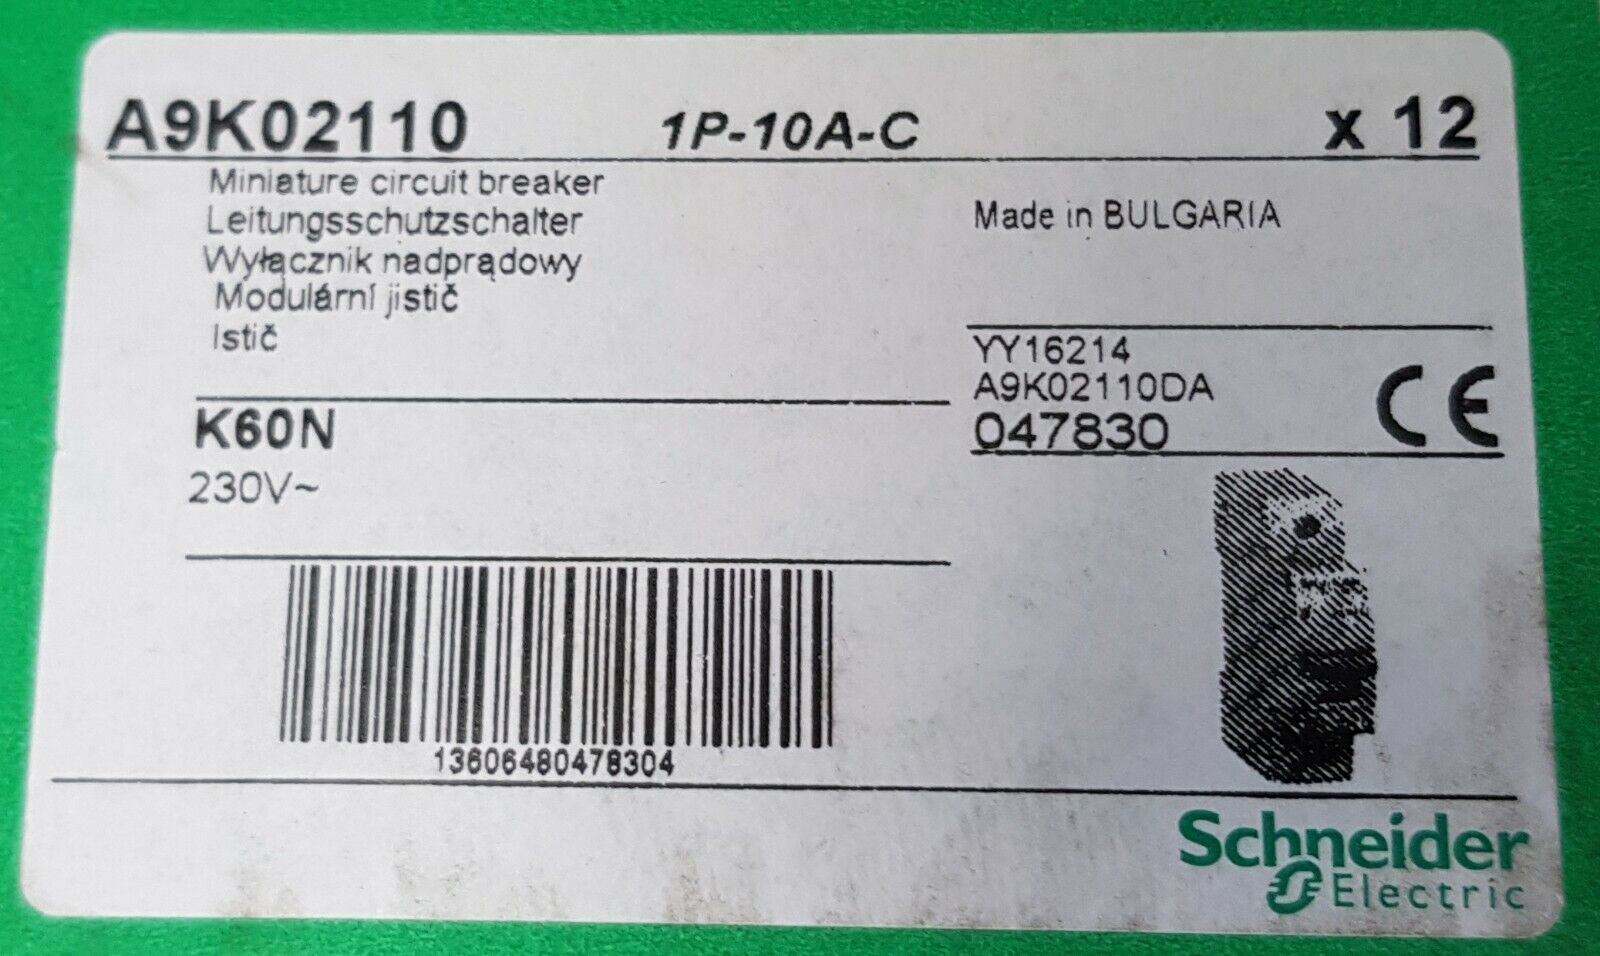 A9K02110 1P-10A-C x 12
Miniature circuit breaker
Leitungsschutzschalter
Wyłącznik nadprądowy
Modulární jistič
Istič
Made in BULGARIA
YY16214
A9K02110DA
047830
CE
K60N
230V~
13606480478304
Schneider
Electric